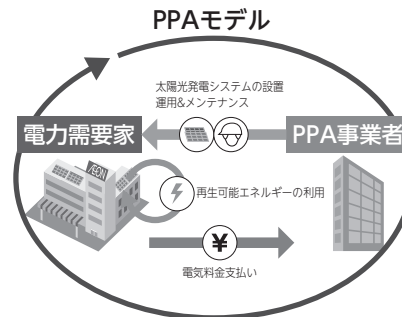 PPAモデル
太陽光発電システムの設置
運用&メンテナンス
電力需要家
PPA事業者
ÆON
再生可能エネルギーの利用
¥
電気料金支払い